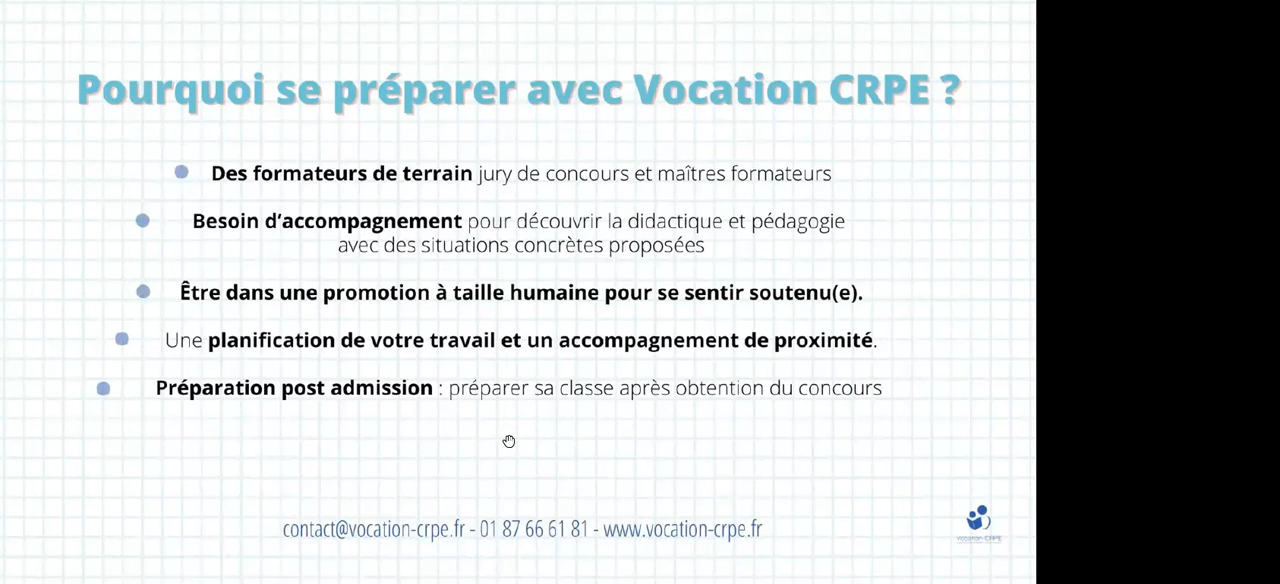 Pourquoi se préparer avec Vocation CRPE ?
Des formateurs de terrain jury de concours et maîtres formateurs
Besoin d'accompagnement pour découvrir la didactique et pédagogie
avec des situations concrètes proposées
Être dans une promotion à taille humaine pour se sentir soutenu(e).
Une planification de votre travail et un accompagnement de proximité.
Préparation post admission : préparer sa classe après obtention du concours
contact@vocation-crpe.fr - 01 87 66 61 81 - www.vocation-crpe.fr
Vocation CRPE